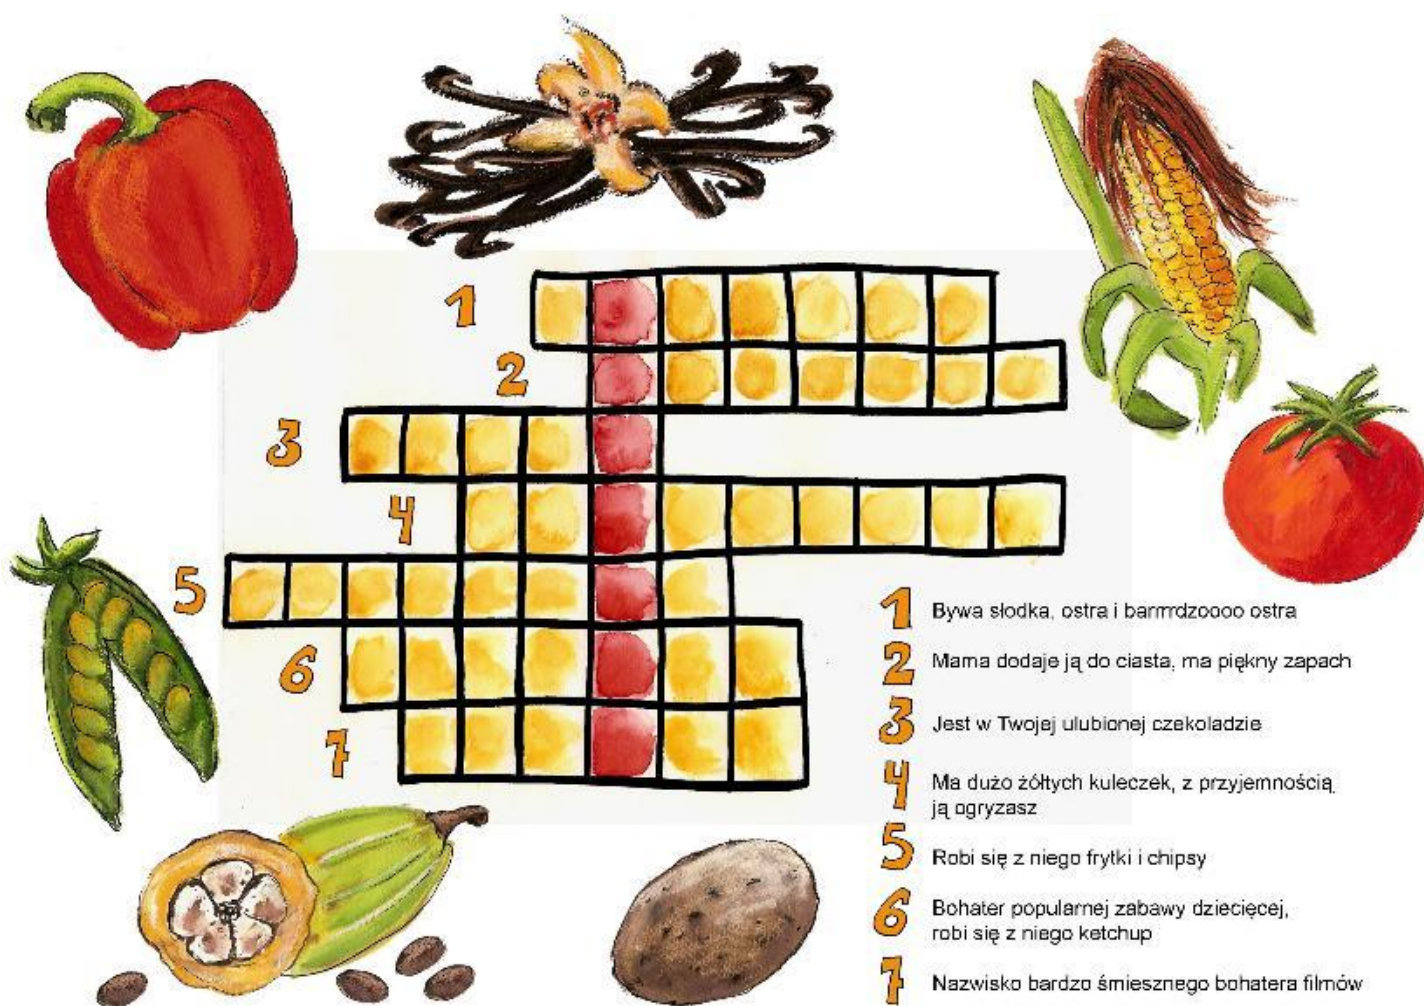 1
2
3
4
5
6
7
1 Bywa słodka, ostra i barrrrdzoooo ostra
2 Mama dodaje ją do ciasta, ma piękny zapach
3 Jest w Twojej ulubionej czekoladzie
4 Ma dużo żółtych kuleczek, z przyjemnością
ją ogryzasz
5 Robi się z niego frytki i chipsy
6 Bohater popularnej zabawy dziecięcej,
robi się z niego ketchup
7 Nazwisko bardzo śmiesznego bohatera filmów